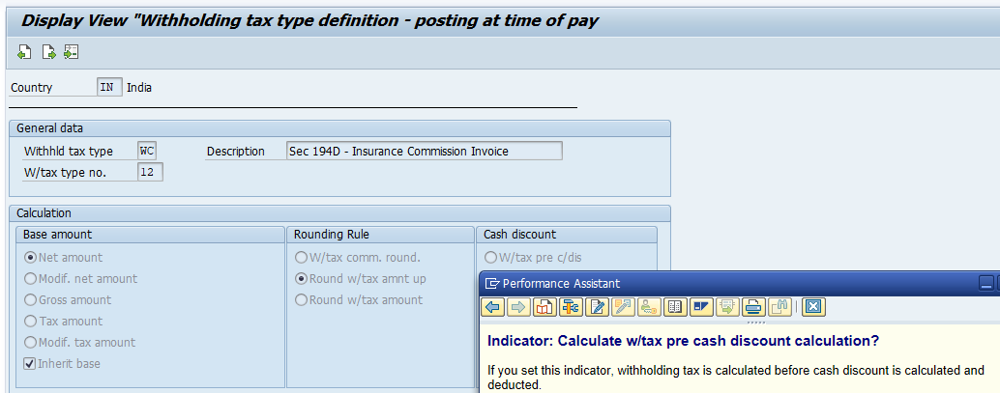 Display View "Withholding tax type definition - posting at time of pay
Country IN India
General data
Withhld tax type WC Description Sec 194D - Insurance Commission Invoice
W/tax type no. 12
Calculation
Base amount Rounding Rule Cash discount
Net amount W/tax comm. round. W/tax pre c/dis
Modif. net amount Round w/tax amnt up
Gross amount Round w/tax amount
Tax amount
Modif. tax amount
Inherit base
Performance Assistant
Indicator: Calculate w/tax pre cash discount calculation?
If you set this indicator, withholding tax is calculated before cash discount is calculated and
deducted.